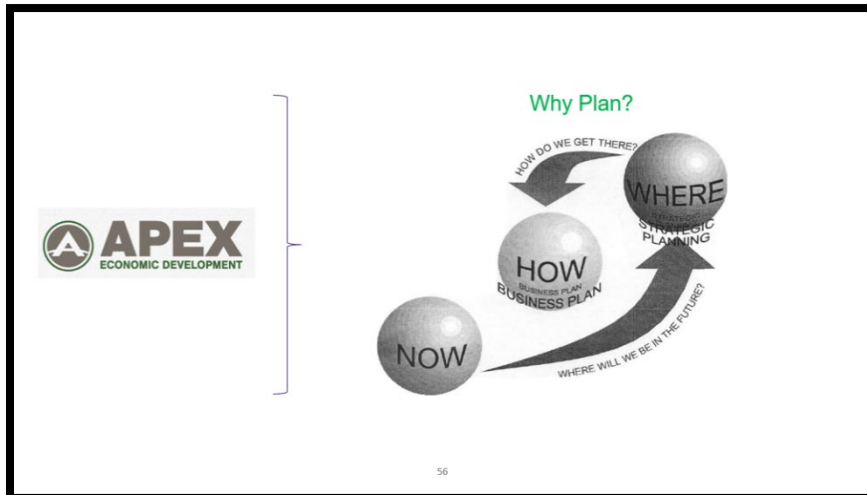 Why Plan?
APEX
ECONOMIC DEVELOPMENT
HOW DO WE GET THERE?
WHERE
STRATEGIC
STRATEGIC
PLANNING
HOW
BUSINESS PLAN
BUSINESS PLAN
NOW
WHERE WILL WE BE IN THE FUTURE?
56